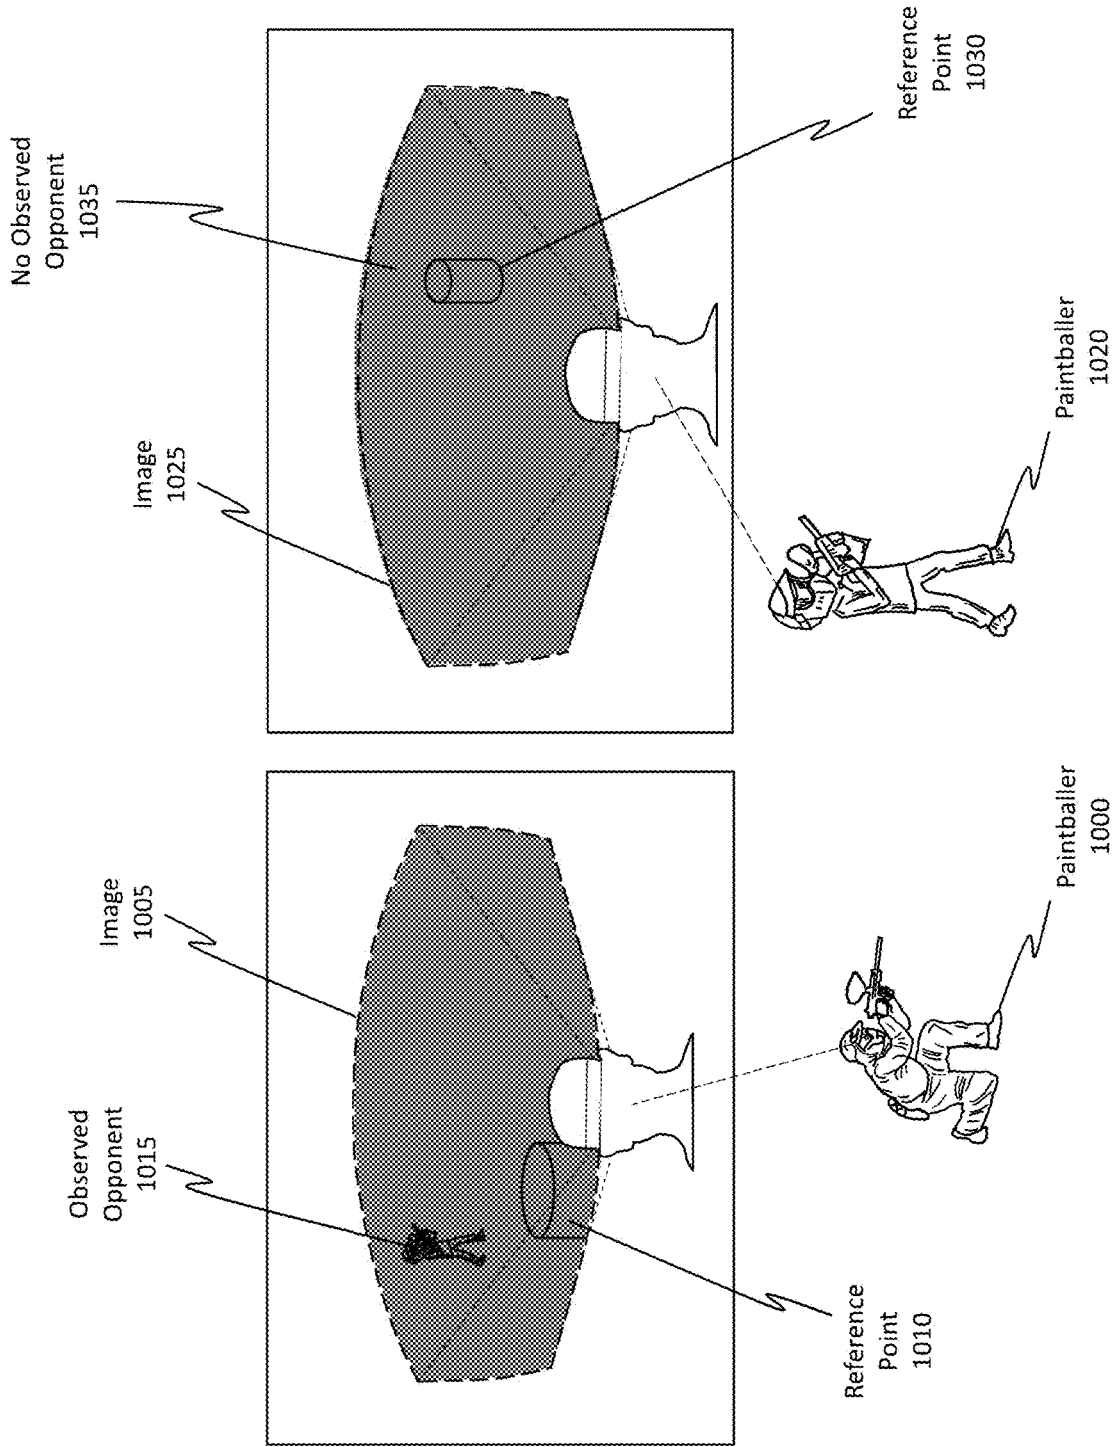 Observed
Opponent
1015
Image
1005
Reference
Point
1010
Paintballer
1000
Image
1025
No Observed
Opponent
1035
Reference
Point
1030
Paintballer
1020